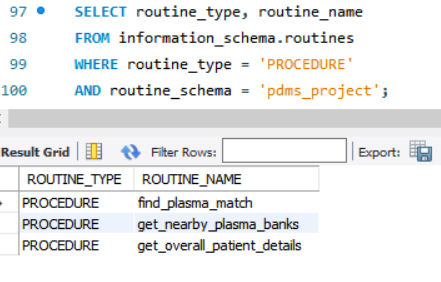 97 SELECT routine_type, routine_name
98 FROM information_schema.routines
99 WHERE routine_type = 'PROCEDURE'
100 AND routine_schema = 'pdms_project';
Result Grid Filter Rows: Export:
ROUTINE_TYPE ROUTINE_NAME
PROCEDURE find_plasma_match
PROCEDURE get_nearby_plasma_banks
PROCEDURE get_overall_patient_details